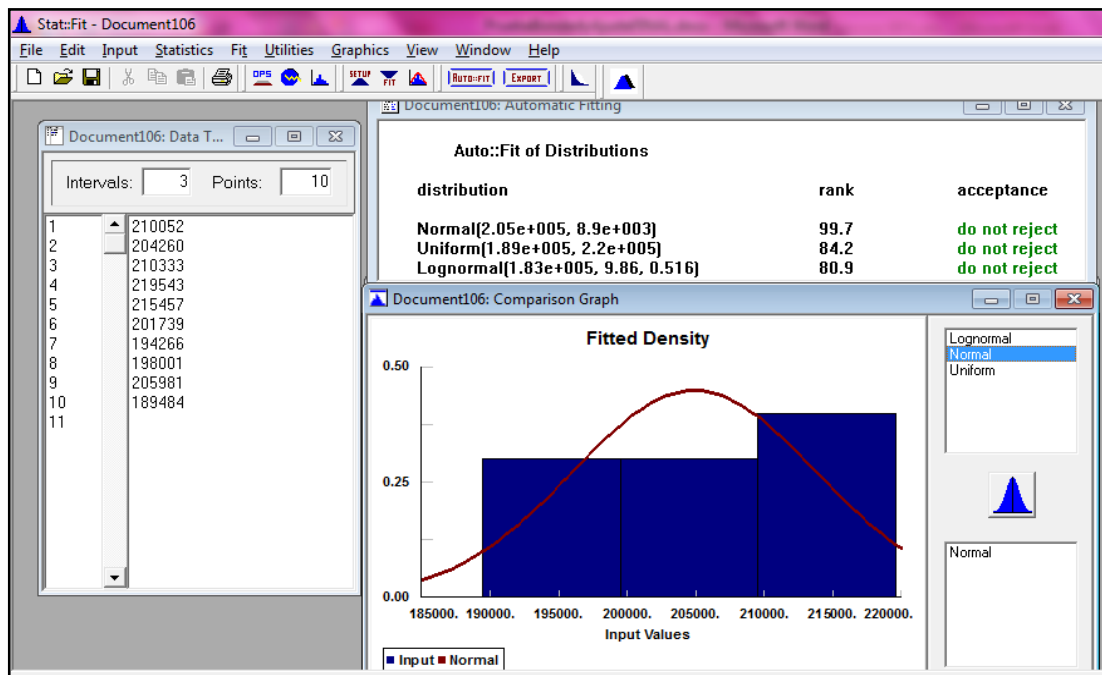 Stat::Fit - Document106
File Edit Input Statistics Fit Utilities Graphics View Window Help
OPS SETUP FIT AUTO::FIT EXPORT
Document106: Data T...
Intervals: 3 Points: 10
1 210052
2 204260
3 210333
4 219543
5 215457
6 201739
7 194266
8 198001
9 205981
10 189484
11
Document106: Automatic Fitting
Auto::Fit of Distributions
distribution rank acceptance
Normal(2.05e+005, 8.9e+003) 99.7 do not reject
Uniform(1.89e+005, 2.2e+005) 84.2 do not reject
Lognormal(1.83e+005, 9.86, 0.516) 80.9 do not reject
Document106: Comparison Graph
Fitted Density
0.50
0.25
0.00
185000. 190000. 195000. 200000. 205000. 210000. 215000. 220000.
Input Values
Input Normal
Lognormal
Normal
Uniform
Normal